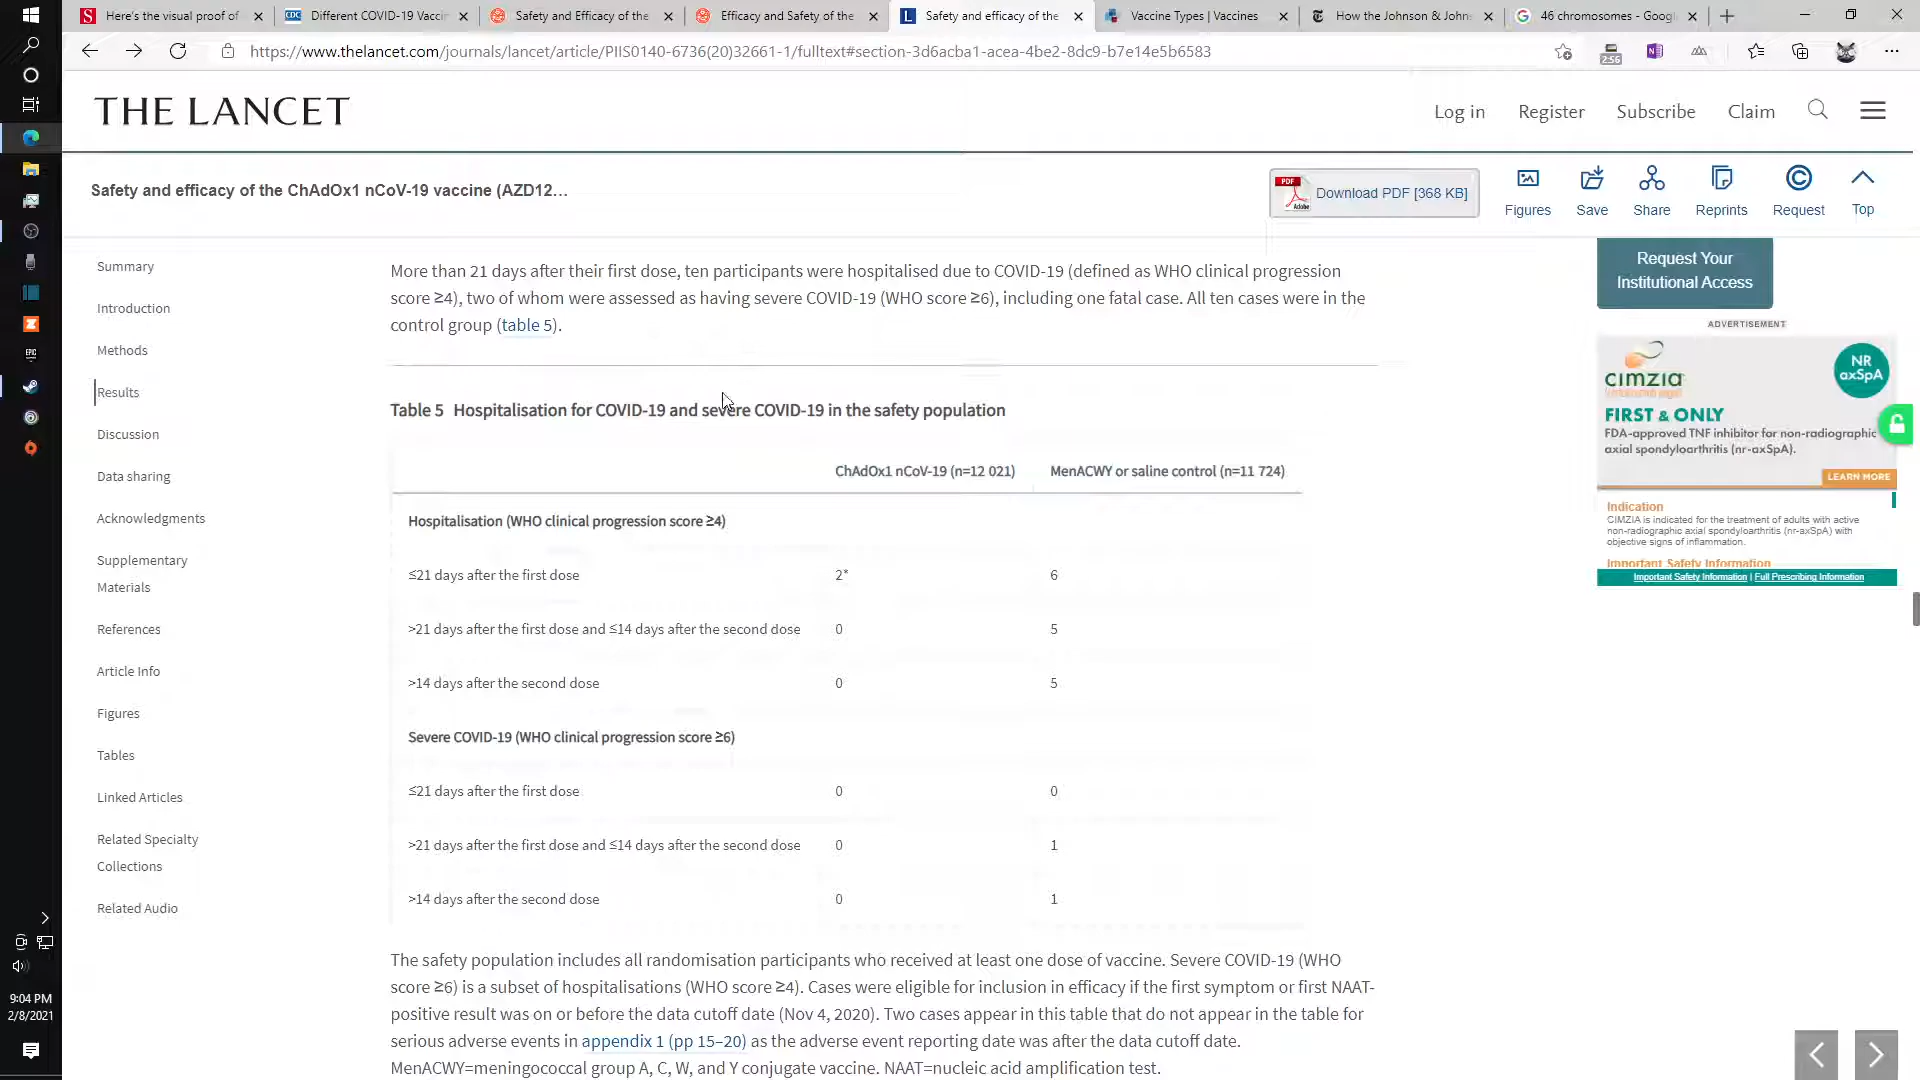 Here's the visual proof of
Different COVID-19 Vaccin
Safety and Efficacy of the
Efficacy and Safety of the
Safety and efficacy of the
Vaccine Types | Vaccines
How the Johnson & Johns
46 chromosomes - Googl
https://www.thelancet.com/journals/lancet/article/PIIS0140-6736(20)32661-1/fulltext#section-3d6acba1-acea-4be2-8dc9-b7e14e5b6583
2:56
THE LANCET
Log in
Register
Subscribe
Claim
Safety and efficacy of the ChAdOx1 nCoV-19 vaccine (AZD12…
Download PDF [368 KB]
Figures
Save
Share
Reprints
Request
Top
Summary
Introduction
Methods
Results
Discussion
Data sharing
Acknowledgments
Supplementary
Materials
References
Article Info
Figures
Tables
Linked Articles
Related Specialty
Collections
Related Audio
More than 21 days after their first dose, ten participants were hospitalised due to COVID-19 (defined as WHO clinical progression
score ≥4), two of whom were assessed as having severe COVID-19 (WHO score ≥6), including one fatal case. All ten cases were in the
control group (table 5).
Table 5 Hospitalisation for COVID-19 and severe COVID-19 in the safety population
ChAdOx1 nCoV-19 (n=12 021) MenACWY or saline control (n=11 724)
Hospitalisation (WHO clinical progression score ≥4)
≤21 days after the first dose 2* 6
>21 days after the first dose and ≤14 days after the second dose 0 5
>14 days after the second dose 0 5
Severe COVID-19 (WHO clinical progression score ≥6)
≤21 days after the first dose 0 0
>21 days after the first dose and ≤14 days after the second dose 0 1
>14 days after the second dose 0 1
The safety population includes all randomisation participants who received at least one dose of vaccine. Severe COVID-19 (WHO
score ≥6) is a subset of hospitalisations (WHO score ≥4). Cases were eligible for inclusion in efficacy if the first symptom or first NAAT-
positive result was on or before the data cutoff date (Nov 4, 2020). Two cases appear in this table that do not appear in the table for
serious adverse events in appendix 1 (pp 15–20) as the adverse event reporting date was after the data cutoff date.
MenACWY=meningococcal group A, C, W, and Y conjugate vaccine. NAAT=nucleic acid amplification test.
Request Your
Institutional Access
ADVERTISEMENT
cimzia
NR
axSpA
FIRST & ONLY
FDA-approved TNF inhibitor for non-radiographic
axial spondyloarthritis (nr-axSpA).
LEARN MORE
Indication
CIMZIA is indicated for the treatment of adults with active
non-radiographic axial spondyloarthritis (nr-axSpA) with
objective signs of inflammation.
Important Safety Information
Important Safety Information | Full Prescribing Information
9:04 PM
2/8/2021